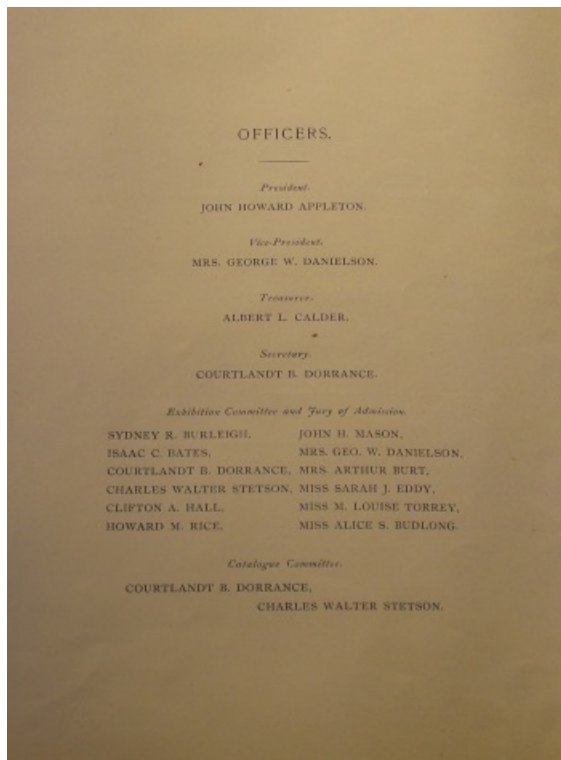 OFFICERS.
President.
JOHN HOWARD APPLETON.
Vice-President.
MRS. GEORGE W. DANIELSON.
Treasurer.
ALBERT L. CALDER.
Secretary.
COURTLANDT B. DORRANCE.
Exhibition Committee and Jury of Admission.
SYDNEY R. BURLEIGH, JOHN H. MASON,
ISAAC C. BATES, MRS. GEO. W. DANIELSON,
COURTLANDT B. DORRANCE, MRS. ARTHUR BURT,
CHARLES WALTER STETSON, MISS SARAH J. EDDY,
CLIFTON A. HALL, MISS M. LOUISE TORREY,
HOWARD M. RICE, MISS ALICE S. BUDLONG.
Catalogue Committee.
COURTLANDT B. DORRANCE,
CHARLES WALTER STETSON.